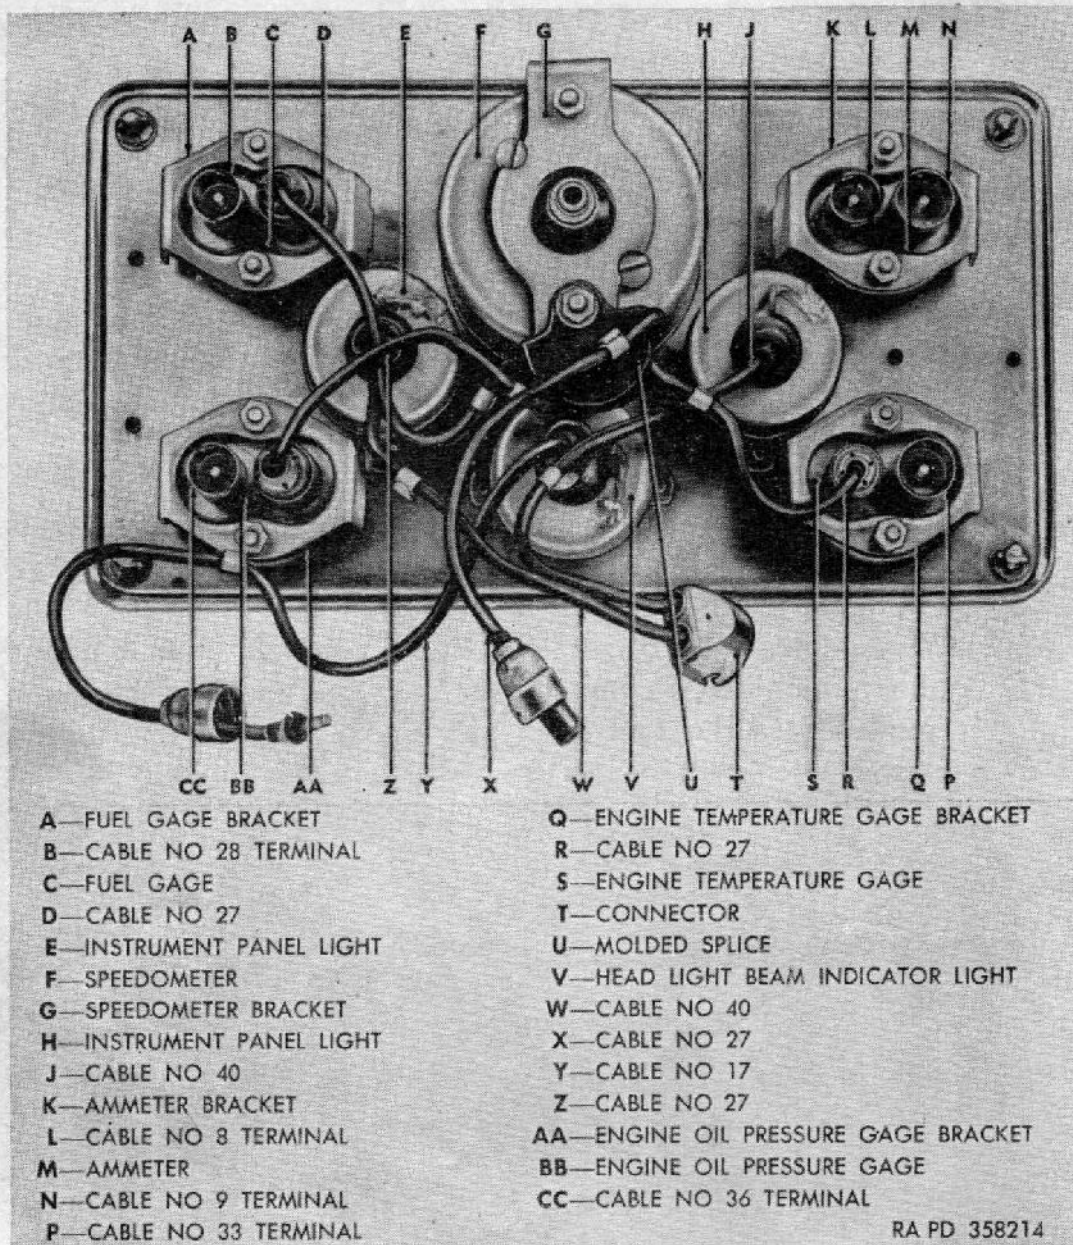 A B C D E F G H J K L M N
CC BB AA Z Y X W V U T S R Q P
A—FUEL GAGE BRACKET
B—CABLE NO 28 TERMINAL
C—FUEL GAGE
D—CABLE NO 27
E—INSTRUMENT PANEL LIGHT
F—SPEEDOMETER
G—SPEEDOMETER BRACKET
H—INSTRUMENT PANEL LIGHT
J—CABLE NO 40
K—AMMETER BRACKET
L—CABLE NO 8 TERMINAL
M—AMMETER
N—CABLE NO 9 TERMINAL
P—CABLE NO 33 TERMINAL
Q—ENGINE TEMPERATURE GAGE BRACKET
R—CABLE NO 27
S—ENGINE TEMPERATURE GAGE
T—CONNECTOR
U—MOLDED SPLICE
V—HEAD LIGHT BEAM INDICATOR LIGHT
W—CABLE NO 40
X—CABLE NO 27
Y—CABLE NO 17
Z—CABLE NO 27
AA—ENGINE OIL PRESSURE GAGE BRACKET
BB—ENGINE OIL PRESSURE GAGE
CC—CABLE NO 36 TERMINAL
RA PD 358214